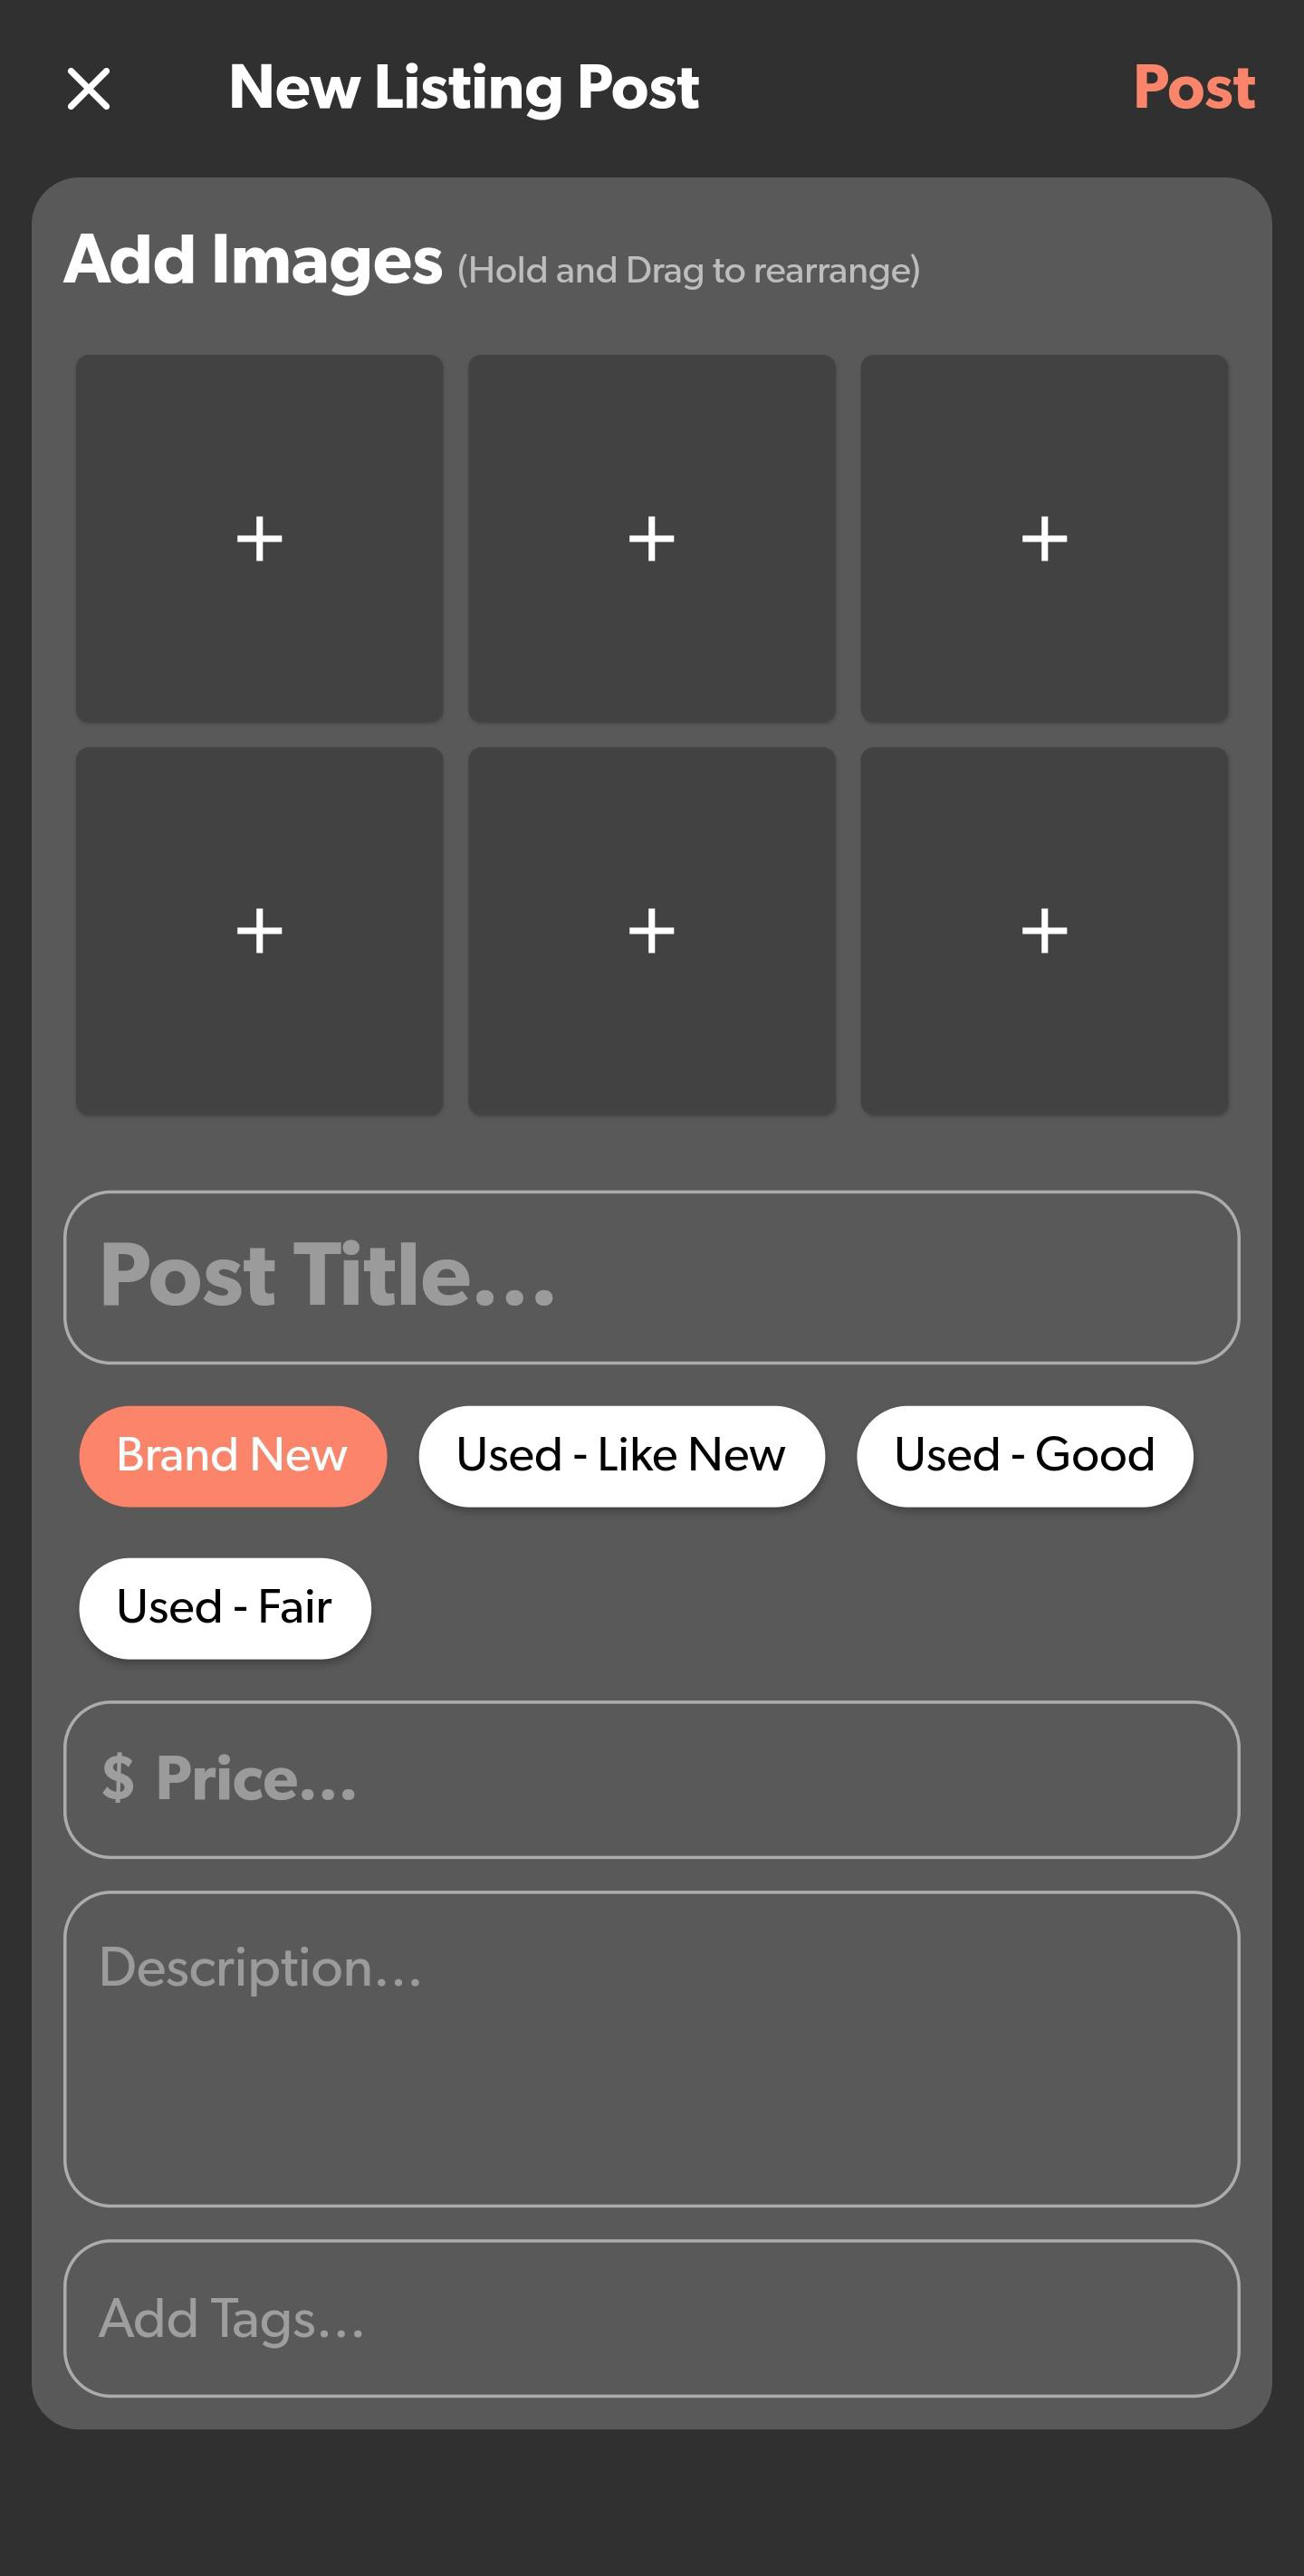 New Listing Post Post
Add Images (Hold and Drag to rearrange)
Post Title...
Brand New Used - Like New Used - Good
Used - Fair
$ Price...
Description...
Add Tags...